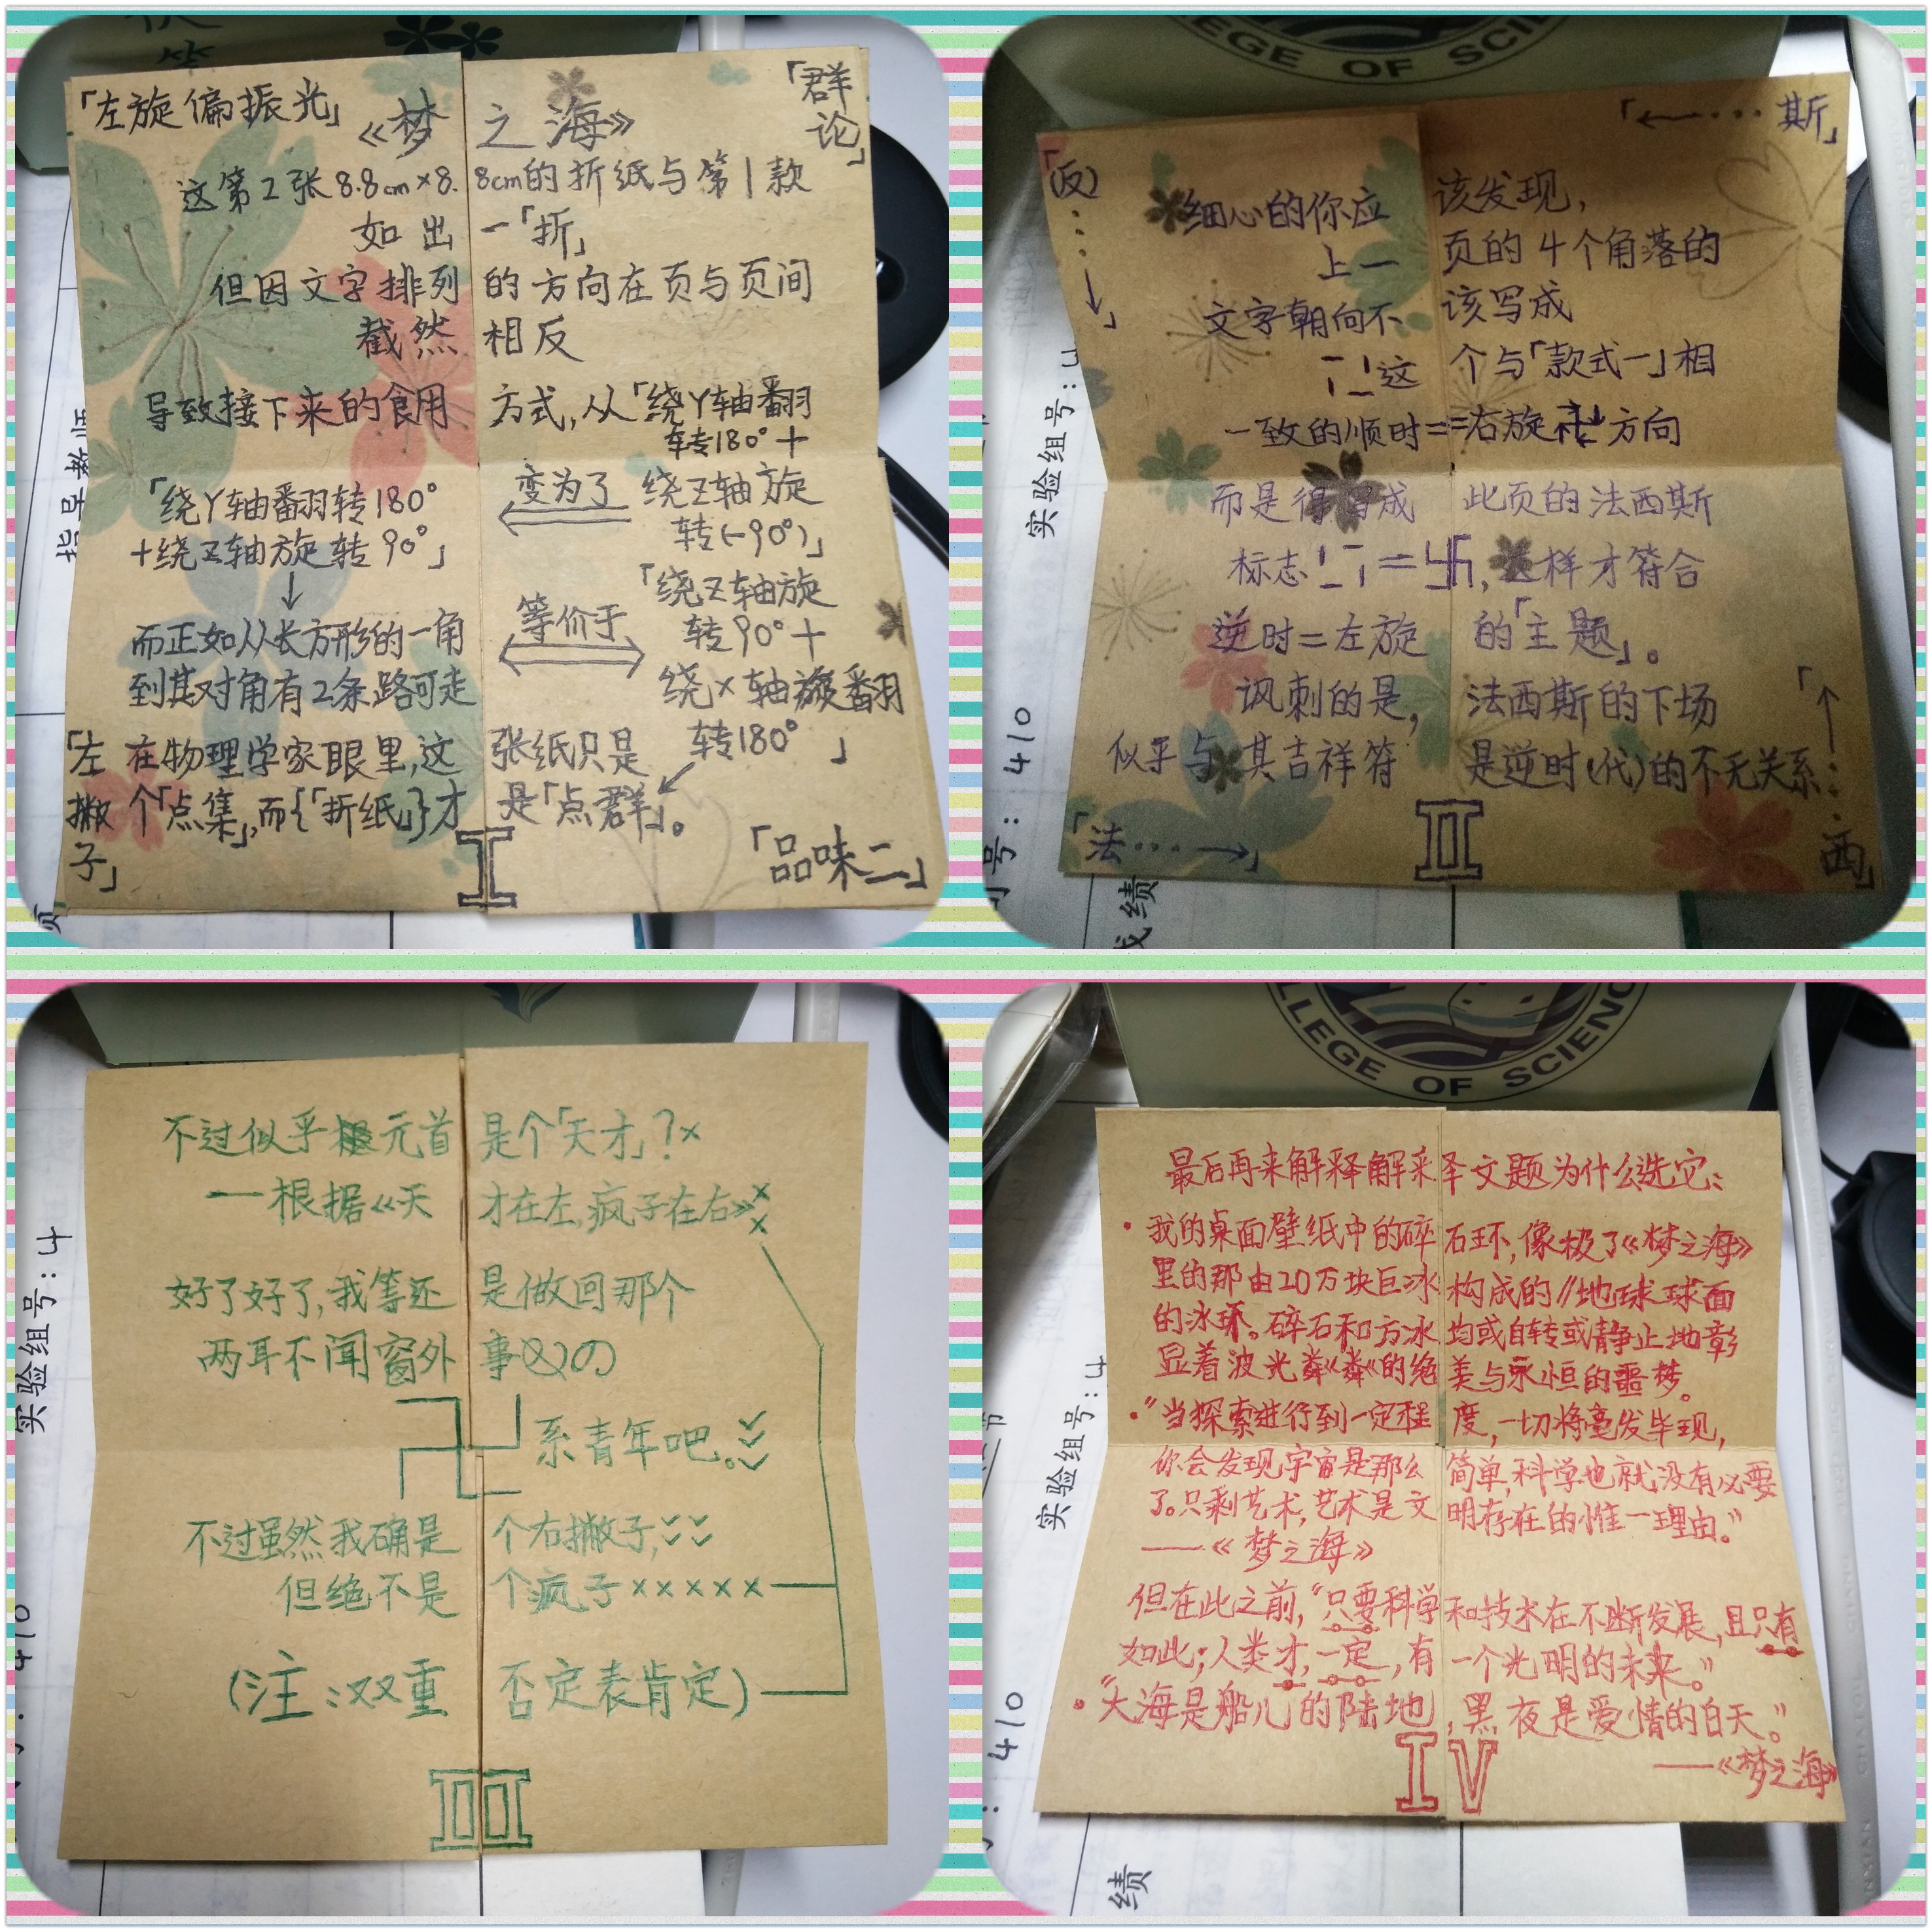 「左旋偏振光」
《梦之海》
「群论」
这第2张8.8cm×8.8cm的折纸与第1款
如出一「折」
但因文字排列的方向在页与页间
截然相反
导致接下来的食用方式,从「绕Y轴翻
转180°+
绕Z轴旋
转(-90°)」
变为了
「绕Y轴翻转180°
+绕Z轴旋转90°」
等价于
「绕Z轴旋
转90°+
绕X轴翻
转180°」
而正如从长方形的一角
到其对角有2条路可走
在物理学家眼里,这张纸只是
个「点集」,而{「折纸」}才是「点群」。
「左
撇
子」
「品味二」
I
「←···斯」
「(反)
···→」
细心的你应该发现,
上一页的4个角落的
文字朝向不该写成
这个与「款式一」相
一致的顺时==右旋卐方向
而是得写成此页的法西斯
标志=卐,这样才符合
逆时=左旋的「主题」。
讽刺的是,法西斯的下场
似乎与其吉祥符是逆时(代)的不无关系
「↑
···
西」
「法···→」
II
不过似乎元首是个「天才」?×
——根据《天才在左,疯子在右》××
好了好了,我等还是做回那个
两耳不闻窗外事的
系青年吧。✓✓✓
不过虽然我确是个右撇子,✓✓✓✓
但绝不是个疯子×××××
(注:双重否定表肯定)
III
最后再来解释解释文题为什么选它:
·我的桌面壁纸中的碎石环,像极了《梦之海》
里的那由20万块巨冰构成的//地球球面
的冰环。碎石和方冰均或自转或静止地彰
显着波光粼粼的绝美与永恒的噩梦。
·"当探索进行到一定程度,一切将毫发毕现,
你会发现宇宙是那么简单,科学也就没有必要
了。只剩艺术,艺术是文明存在的惟一理由。"
——《梦之海》
但在此之前,"只要科学和技术在不断发展,且只有
如此;人类才,一定,有一个光明的未来。"
·"大海是船儿的陆地,黑夜是爱情的白天。"
——《梦之海》
IV
COLLEGE OF SCIENC
EGE OF SCI
实验组号:4
实验组号:4
实验组号:4
410
410
410
指导教师
绩